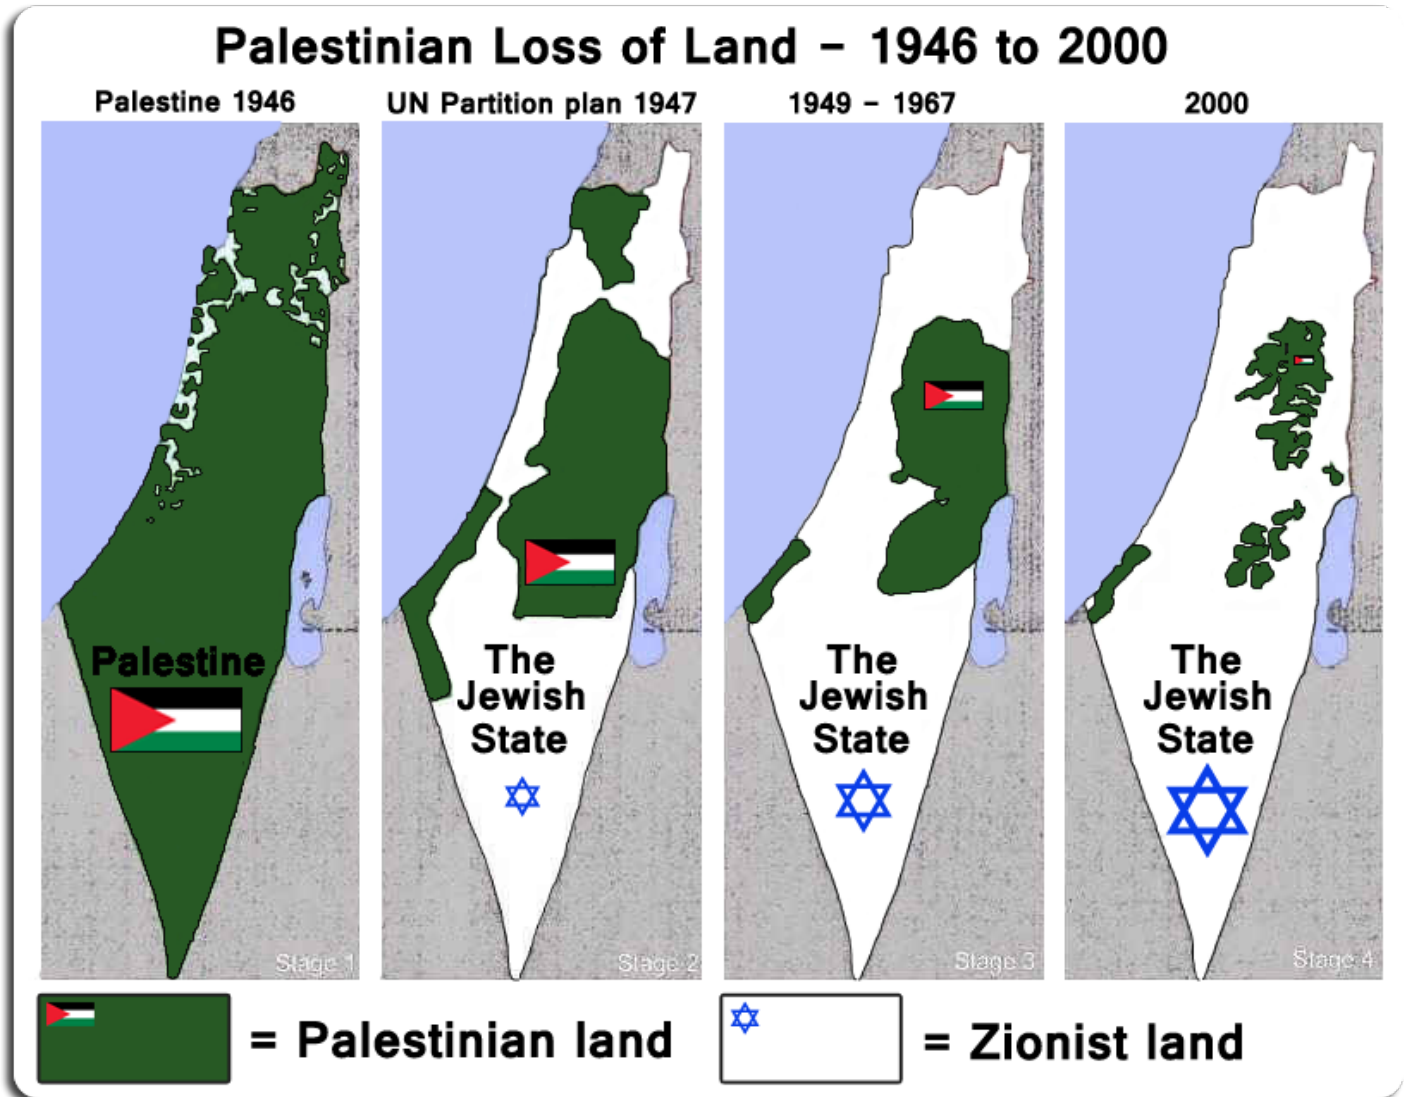 Palestinian Loss of Land – 1946 to 2000
Palestine 1946
UN Partition plan 1947
1949 – 1967
2000
Palestine
Stage 1
The
Jewish
State
Stage 2
The
Jewish
State
Stage 3
The
Jewish
State
Stage 4
= Palestinian land
= Zionist land